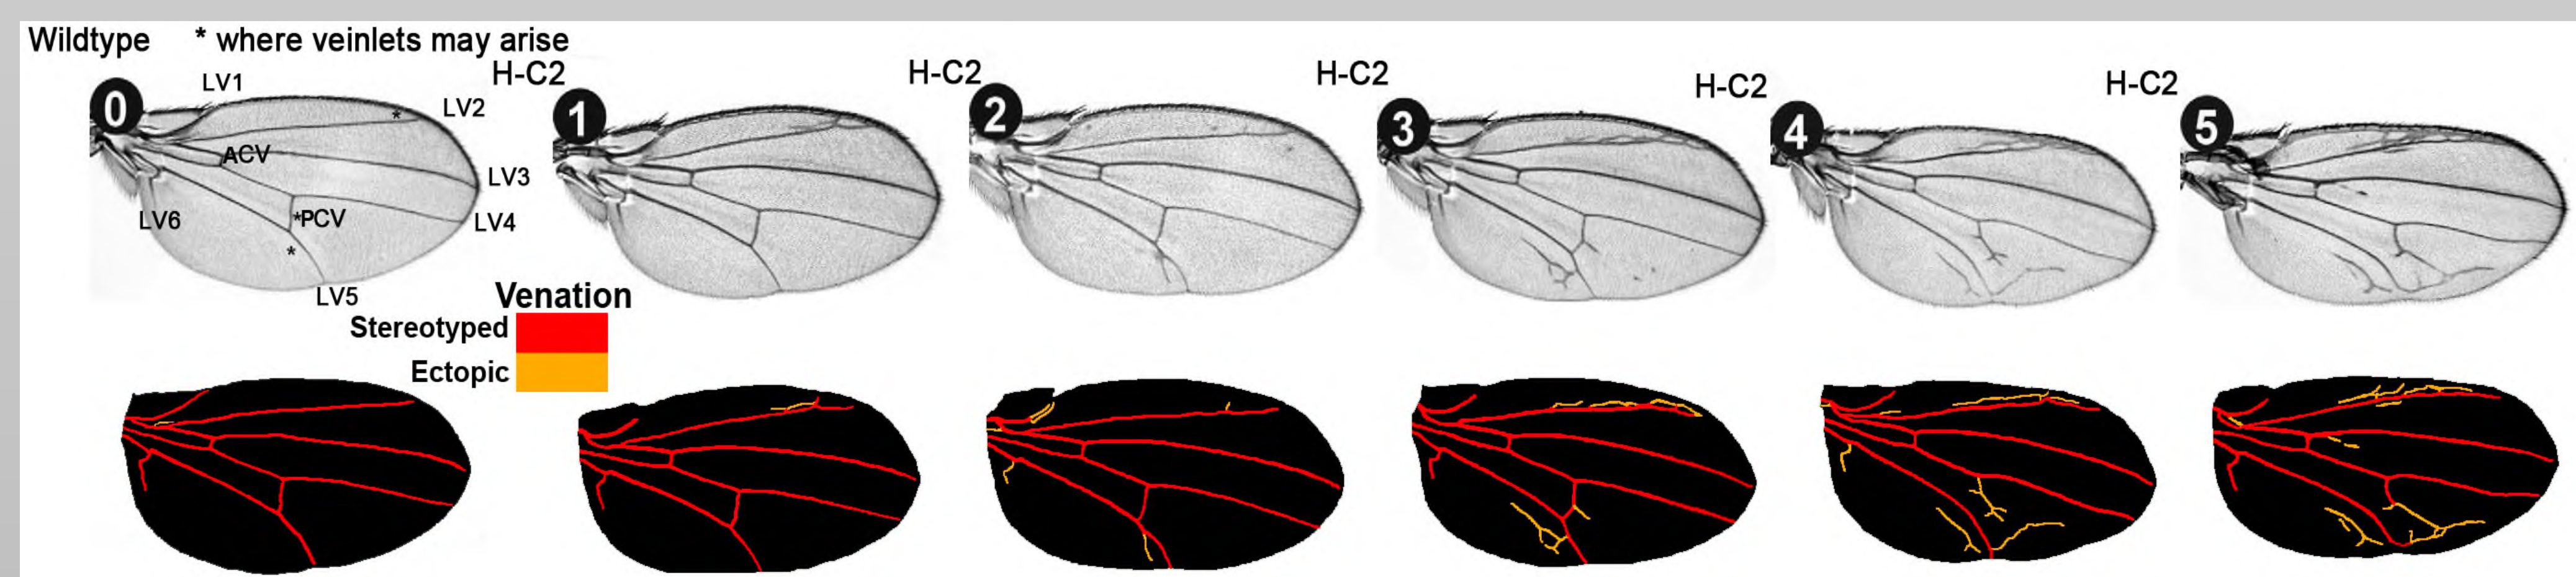 Wildtype * where veinlets may arise
H-C2 H-C2 H-C2 H-C2 H-C2
0 1 2 3 4 5
LV1
* LV2
ACV
LV3
LV6 *PCV LV4
*
LV5
Venation
Stereotyped
Ectopic